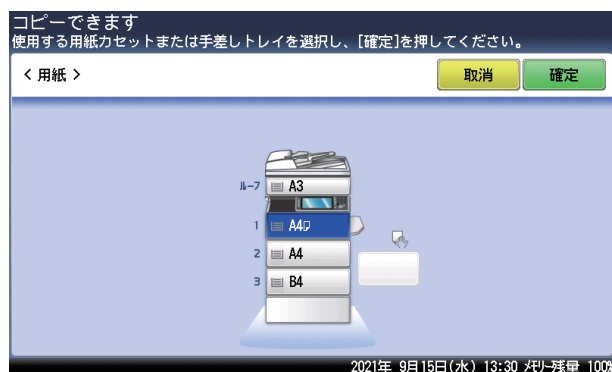 コピーできます
使用する用紙カセットまたは手差しトレイを選択し、[確定]を押してください。
< 用紙 >
取消
確定
ルーフ A3
1 A4
2 A4
3 B4
2021年 9月15日(水) 13:30 メモリー残量 100%